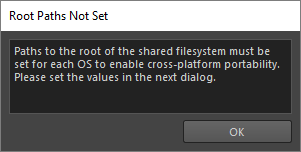 Root Paths Not Set
Paths to the root of the shared filesystem must be
set for each OS to enable cross-platform portability.
Please set the values in the next dialog.
OK